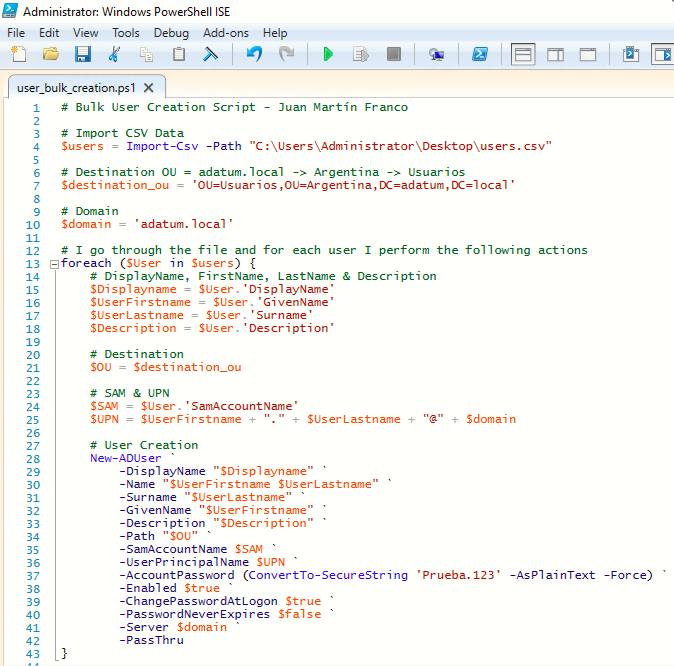 Administrator: Windows PowerShell ISE
File Edit View Tools Debug Add-ons Help
user_bulk_creation.ps1
1 # Bulk User Creation Script - Juan Martín Franco
2
3 # Import CSV Data
4 $users = Import-Csv -Path "C:\Users\Administrator\Desktop\users.csv"
5
6 # Destination OU = adatum.local -> Argentina -> Usuarios
7 $destination_ou = 'OU=Usuarios,OU=Argentina,DC=adatum,DC=local'
8
9 # Domain
10 $domain = 'adatum.local'
11
12 # I go through the file and for each user I perform the following actions
13 foreach ($User in $users) {
14     # DisplayName, FirstName, LastName & Description
15     $Displayname = $User.'DisplayName'
16     $UserFirstname = $User.'GivenName'
17     $UserLastname = $User.'Surname'
18     $Description = $User.'Description'
19
20     # Destination
21     $OU = $destination_ou
22
23     # SAM & UPN
24     $SAM = $User.'SamAccountName'
25     $UPN = $UserFirstname + "." + $UserLastname + "@" + $domain
26
27     # User Creation
28     New-ADUser `
29         -DisplayName "$Displayname" `
30         -Name "$UserFirstname $UserLastname" `
31         -Surname "$UserLastname" `
32         -GivenName "$UserFirstname" `
33         -Description "$Description" `
34         -Path "$OU" `
35         -SamAccountName $SAM `
36         -UserPrincipalName $UPN `
37         -AccountPassword (ConvertTo-SecureString 'Prueba.123' -AsPlainText -Force) `
38         -Enabled $true `
39         -ChangePasswordAtLogon $true `
40         -PasswordNeverExpires $false `
41         -Server $domain `
42         -PassThru
43 }
44